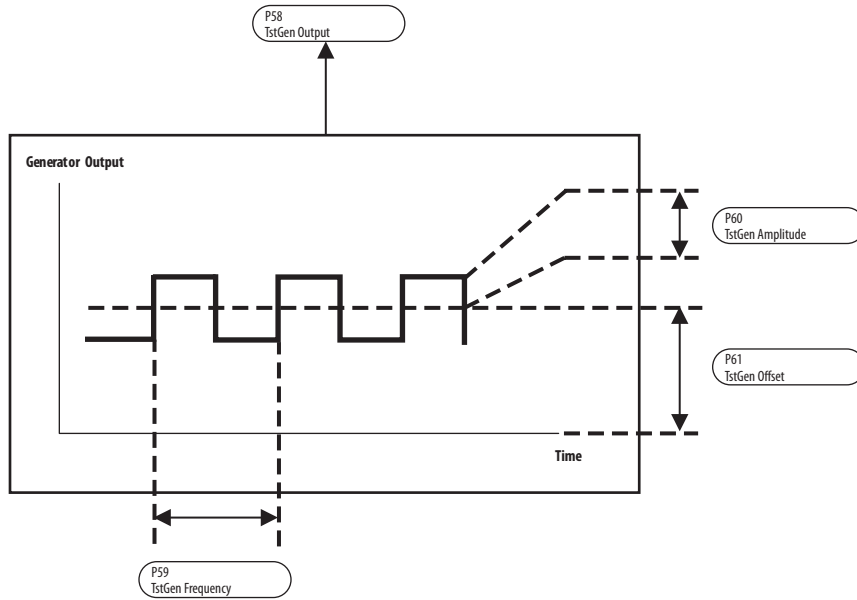 P58
TstGen Output
Generator Output
P60
TstGen Amplitude
P61
TstGen Offset
Time
P59
TstGen Frequency